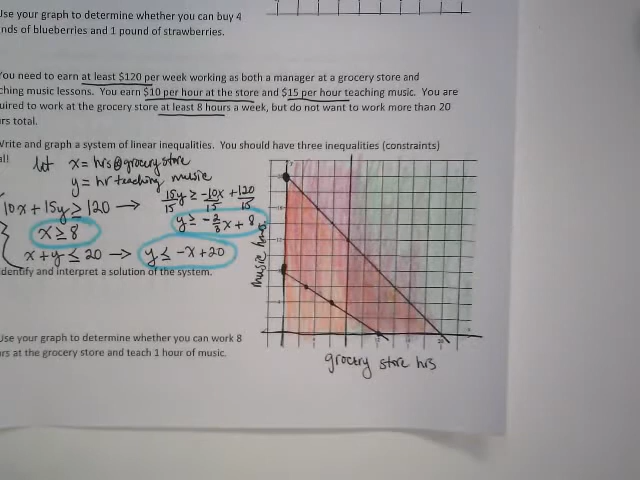 Use your graph to determine whether you can buy 4
nds of blueberries and 1 pound of strawberries.
You need to earn at least $120 per week working as both a manager at a grocery store and
ching music lessons. You earn $10 per hour at the store and $15 per hour teaching music. You are
uired to work at the grocery store at least 8 hours a week, but do not want to work more than 20
rs total.
Write and graph a system of linear inequalities. You should have three inequalities (constraints)
al!
let x = hrs @ grocery store
y = hr teaching music
10x + 15y ≥ 120 → 15y/15 ≥ -10x/15 + 120/15
y ≥ -2/3x + 8
x ≥ 8
x + y ≤ 20 → y ≤ -x + 20
dentify and interpret a solution of the system.
music hrs
grocery store hrs
Use your graph to determine whether you can work 8
rs at the grocery store and teach 1 hour of music.